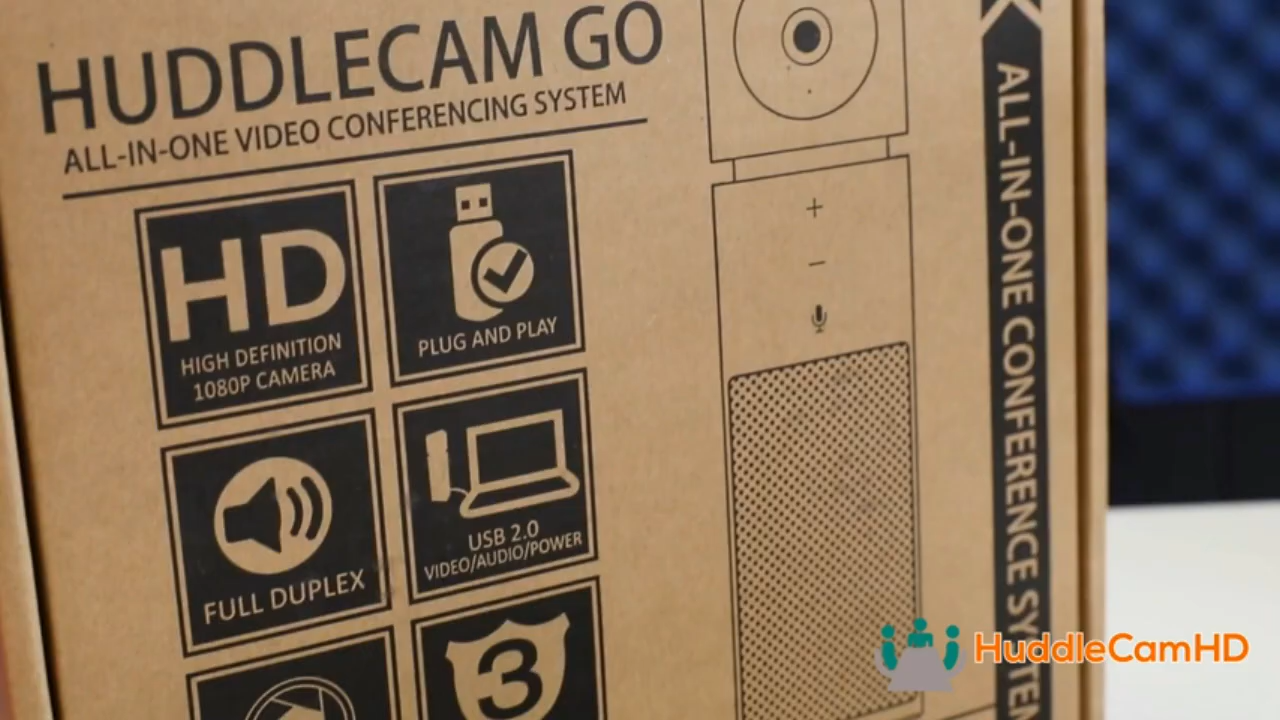 HUDDLECAM GO
ALL-IN-ONE VIDEO CONFERENCING SYSTEM
HD
HIGH DEFINITION
1080P CAMERA
PLUG AND PLAY
FULL DUPLEX
USB 2.0
VIDEO/AUDIO/POWER
3
+
−
ALL-IN-ONE CONFERENCE SYSTEM
HuddleCamHD